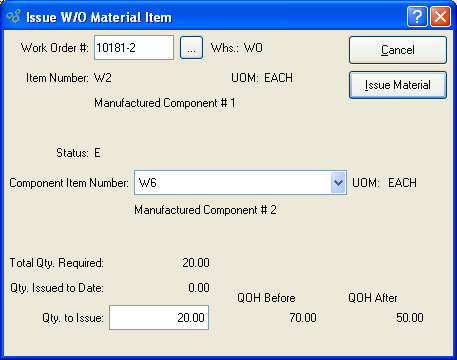 Issue W/O Material Item
Work Order #: 10181-2 ... Whs.: WO Cancel
Item Number: W2 UOM: EACH Issue Material
Manufactured Component # 1
Status: E
Component Item Number: W6 UOM: EACH
Manufactured Component # 2
Total Qty. Required: 20.00
Qty. Issued to Date: 0.00
QOH Before QOH After
Qty. to Issue: 20.00 70.00 50.00